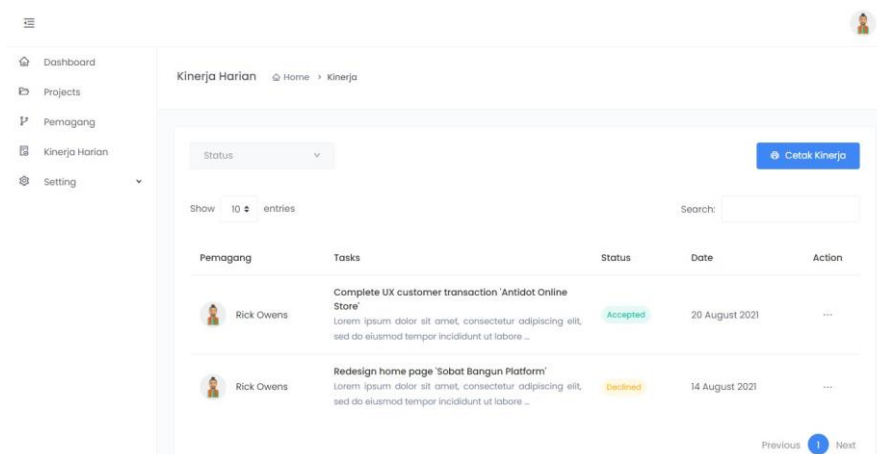 Dashboard
Projects
Pemagang
Kinerja Harian
Setting
Kinerja Harian Home > Kinerja
Status
Cetak Kinerja
Show 10 entries
Search:
Pemagang Tasks Status Date Action
Complete UX customer transaction 'Antidot Online
Store'
Rick Owens
Lorem ipsum dolor sit amet, consectetur adipiscing elit,
sed do eiusmod tempor incididunt ut labore ...
Accepted
20 August 2021
...
Redesign home page 'Sobat Bangun Platform'
Rick Owens
Lorem ipsum dolor sit amet, consectetur adipiscing elit,
sed do eiusmod tempor incididunt ut labore ...
Declined
14 August 2021
...
Previous 1 Next